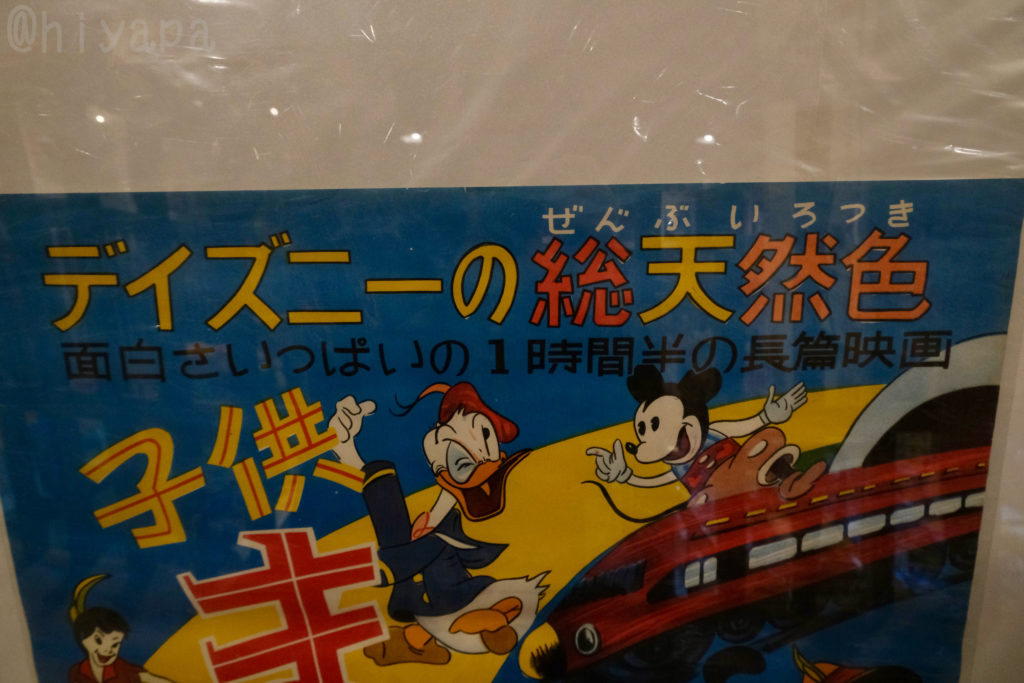 @hiyapa
ぜんぶいろつき
デイズニーの総天然色
面白さいっぱいの1時間半の長篇映画
子供